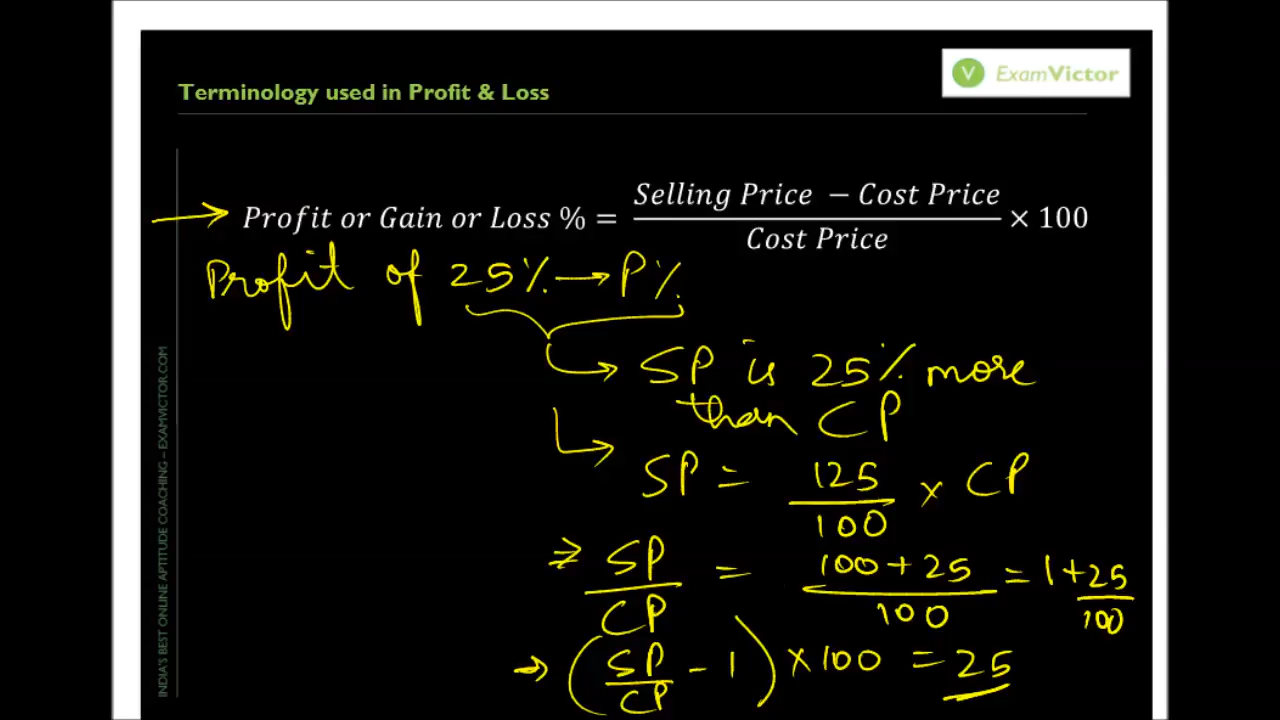 V ExamVictor
Terminology used in Profit & Loss
Profit or Gain or Loss % = (Selling Price − Cost Price) / Cost Price × 100
Profit of 25% → P%
SP is 25% more
than CP
SP = 125/100 × CP
⇒ SP/CP = (100 + 25)/100 = 1 + 25/100
⇒ (SP/CP - 1) × 100 = 25
INDIA'S BEST ONLINE APTITUDE COACHING – EXAMVICTOR.COM